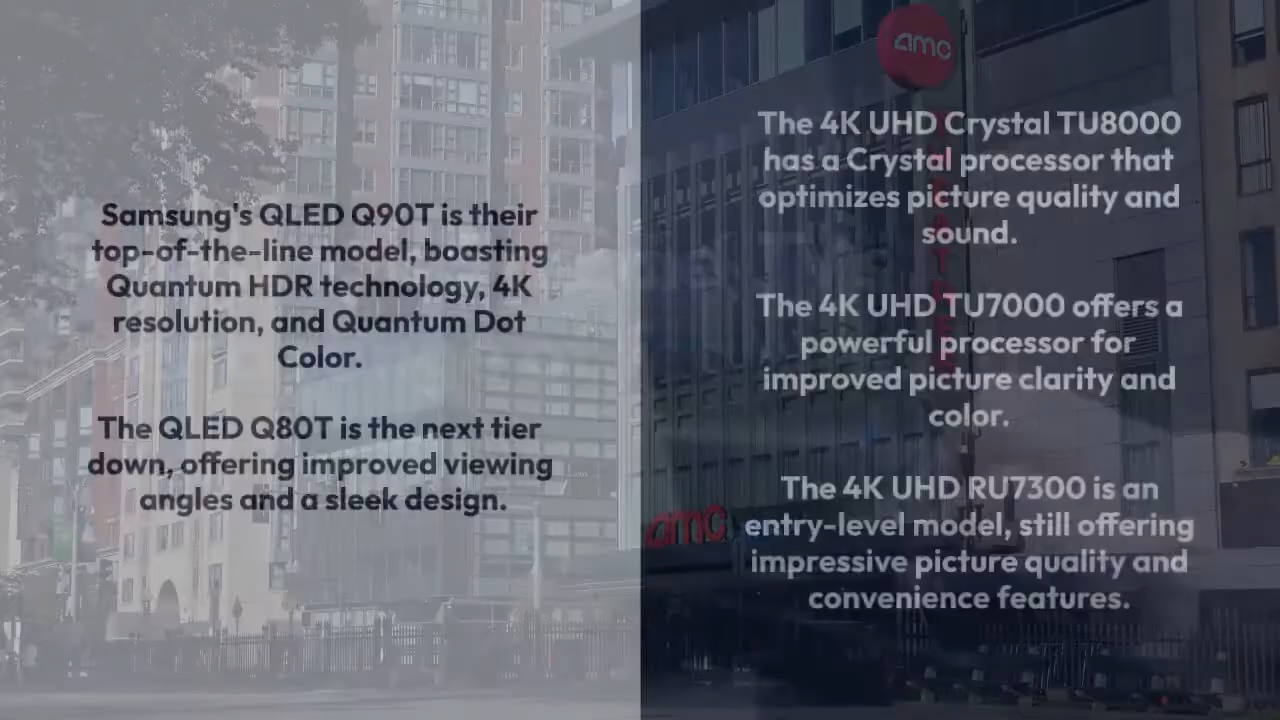 Samsung's QLED Q90T is their
top-of-the-line model, boasting
Quantum HDR technology, 4K
resolution, and Quantum Dot
Color.
The QLED Q80T is the next tier
down, offering improved viewing
angles and a sleek design.
amc
The 4K UHD Crystal TU8000
has a Crystal processor that
optimizes picture quality and
sound.
The 4K UHD TU7000 offers a
powerful processor for
improved picture clarity and
color.
The 4K UHD RU7300 is an
entry-level model, still offering
impressive picture quality and
convenience features.
amc